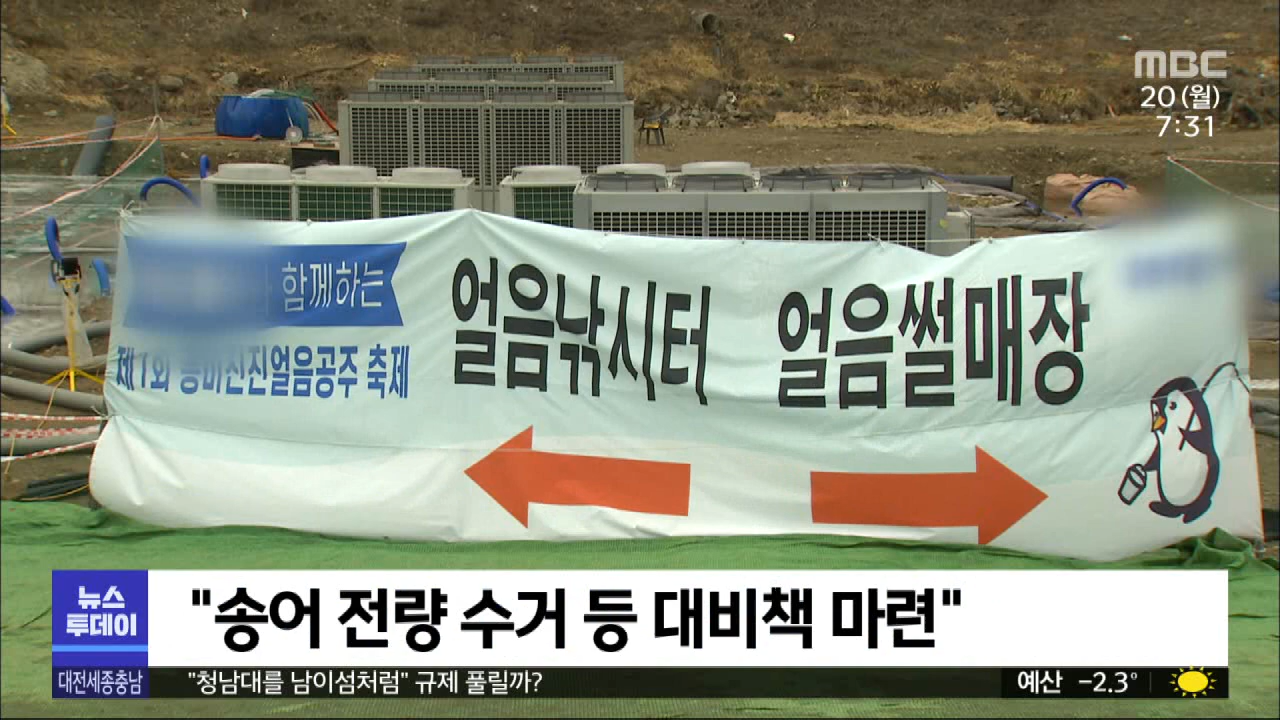 MBC
20 (월)
7:31
함께하는
얼음낚시터 얼음썰매장
제1회 얼음공주 축제
뉴스
투데이
"송어 전량 수거 등 대비책 마련"
대전세종충남 "청남대를 남이섬처럼" 규제 풀릴까? 예산 -2.3°